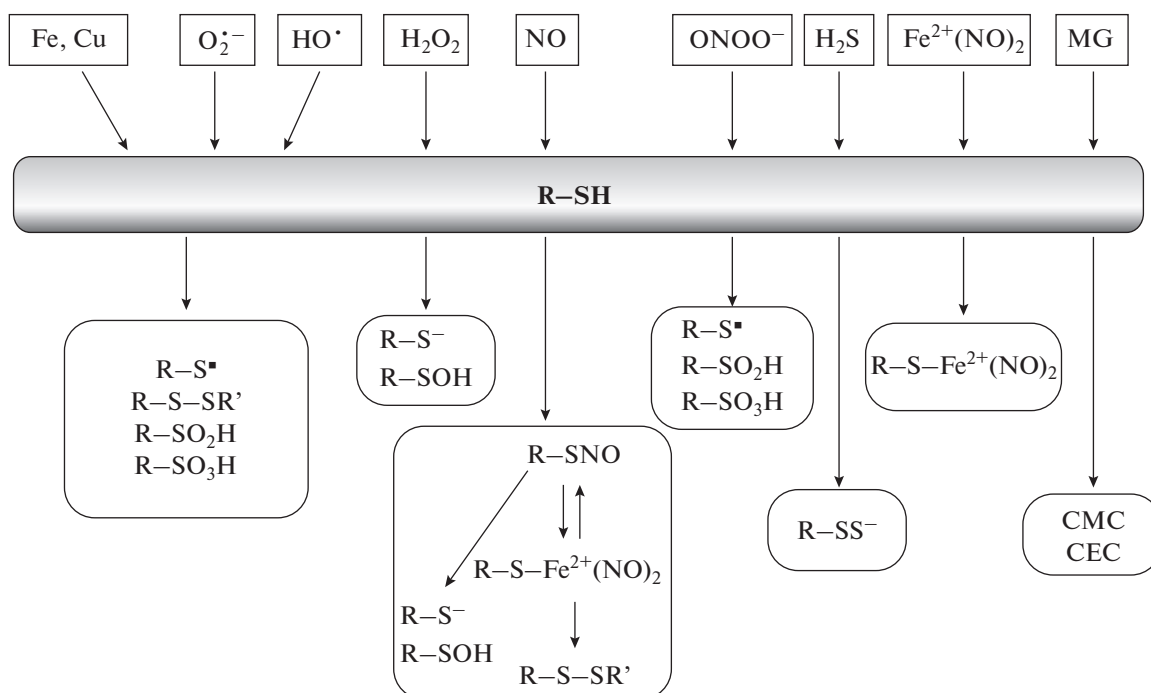 Fe, Cu
O₂•−
HO•
H₂O₂
NO
ONOO⁻
H₂S
Fe²⁺(NO)₂
MG
R–SH
R–S▪
R–S–SR’
R–SO₂H
R–SO₃H
R–S⁻
R–SOH
R–SNO
R–S–Fe²⁺(NO)₂
R–S⁻
R–SOH
R–S–SR’
R–S▪
R–SO₂H
R–SO₃H
R–SS⁻
R–S–Fe²⁺(NO)₂
CMC
CEC